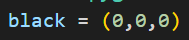 black = (0,0,0)